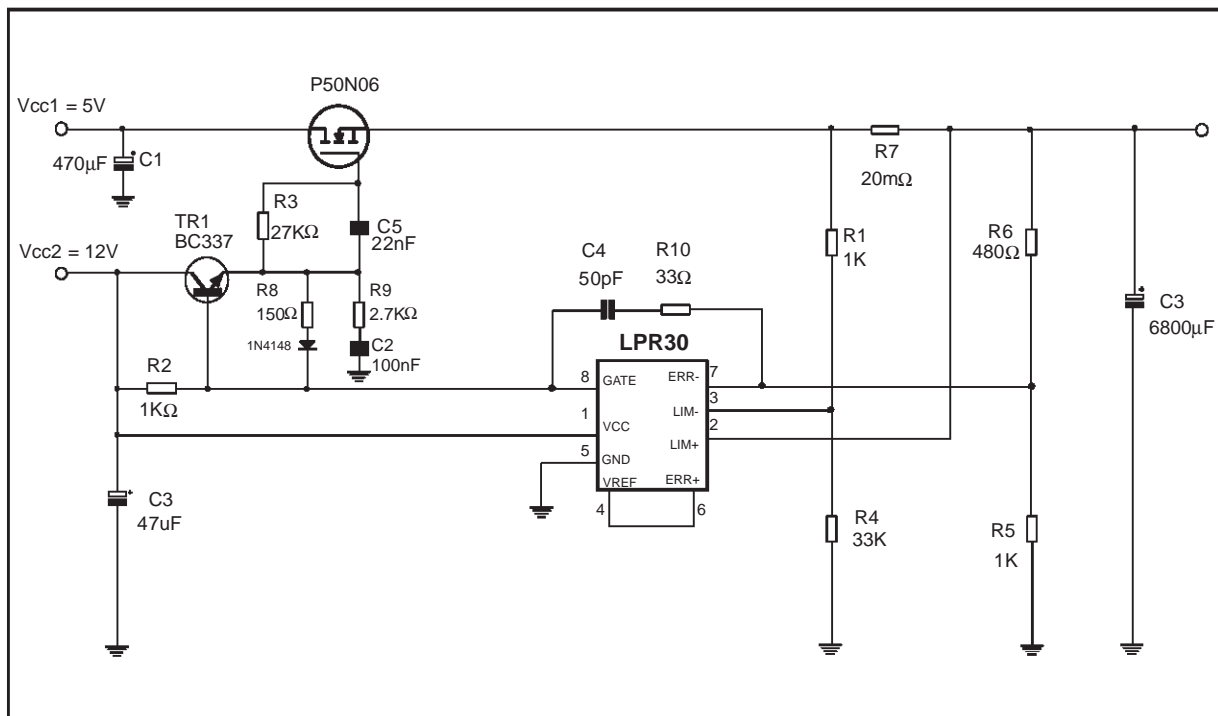 P50N06
Vcc1 = 5V
470µF
C1
R7
20mΩ
R3
27KΩ
C5
22nF
TR1
BC337
Vcc2 = 12V
R1
1K
R6
480Ω
C4
50pF
R10
33Ω
R8
150Ω
R9
2.7KΩ
C3
6800µF
1N4148
C2
100nF
LPR30
R2
1KΩ
8
GATE
ERR-
7
3
LIM-
1
VCC
2
LIM+
5
GND
VREF
ERR+
4
6
C3
47uF
R4
33K
R5
1K